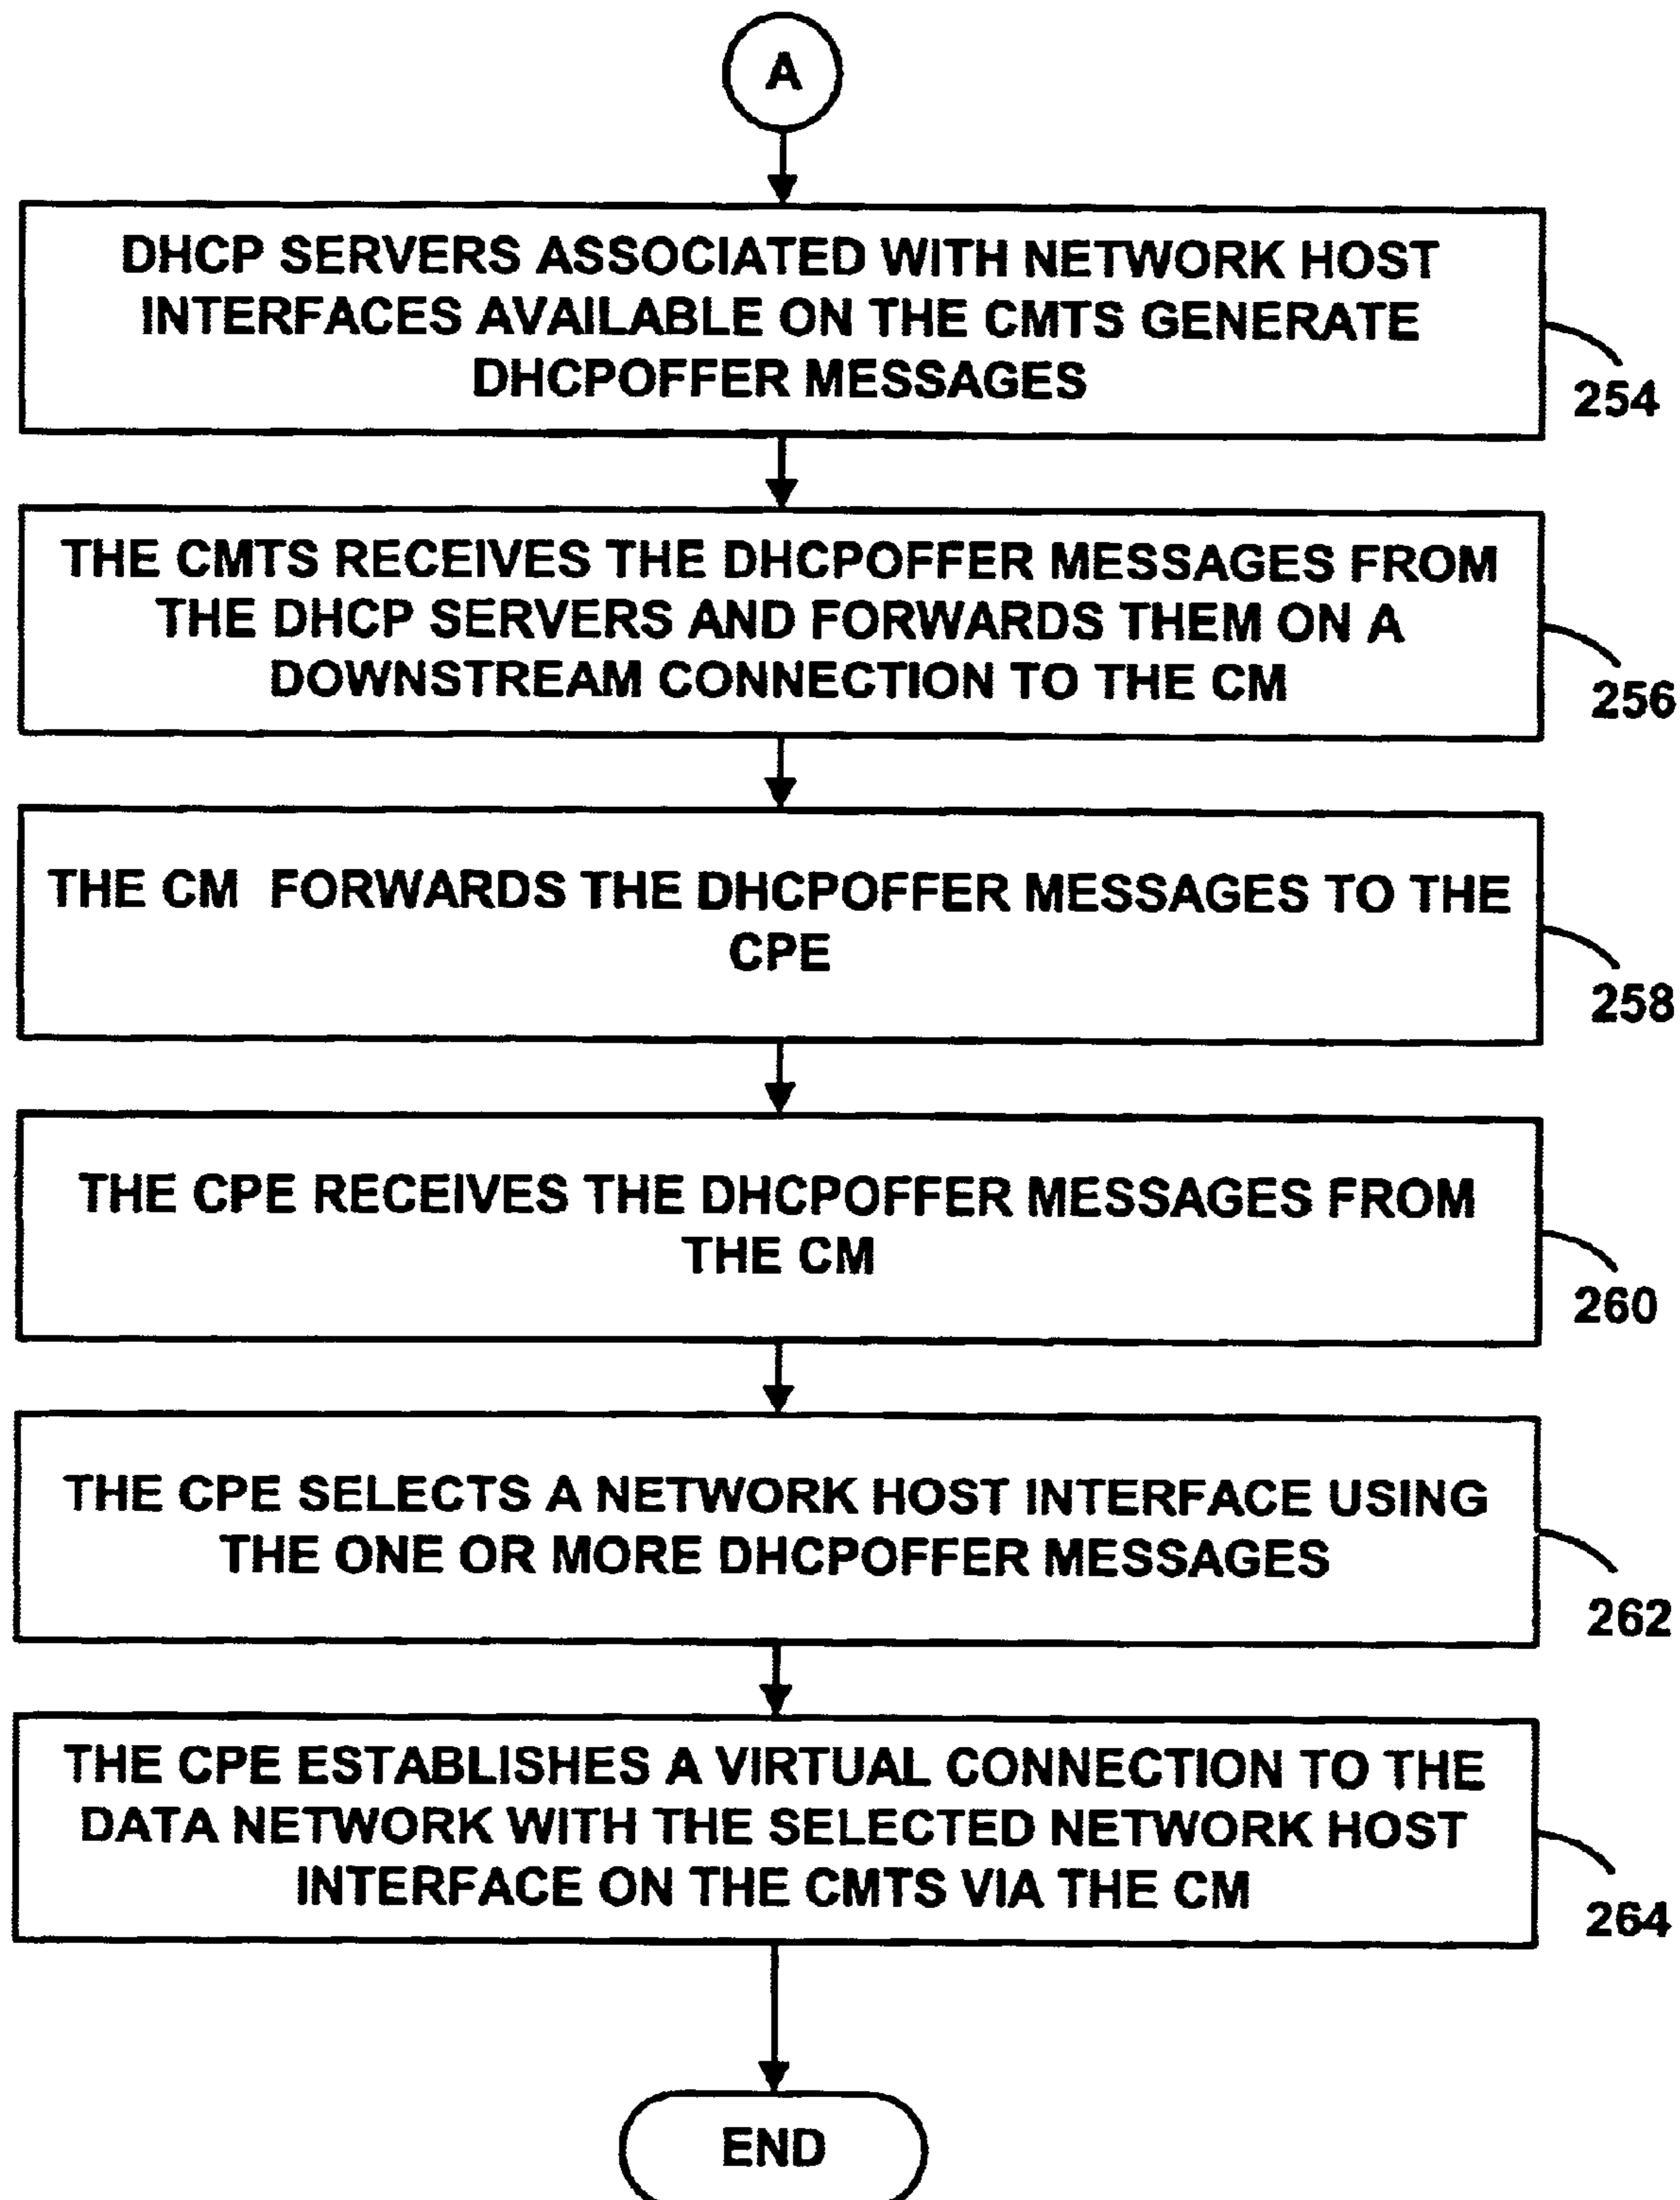 A
DHCP SERVERS ASSOCIATED WITH NETWORK HOST
INTERFACES AVAILABLE ON THE CMTS GENERATE
DHCPOFFER MESSAGES
254
THE CMTS RECEIVES THE DHCPOFFER MESSAGES FROM
THE DHCP SERVERS AND FORWARDS THEM ON A
DOWNSTREAM CONNECTION TO THE CM
256
THE CM FORWARDS THE DHCPOFFER MESSAGES TO THE
CPE
258
THE CPE RECEIVES THE DHCPOFFER MESSAGES FROM
THE CM
260
THE CPE SELECTS A NETWORK HOST INTERFACE USING
THE ONE OR MORE DHCPOFFER MESSAGES
262
THE CPE ESTABLISHES A VIRTUAL CONNECTION TO THE
DATA NETWORK WITH THE SELECTED NETWORK HOST
INTERFACE ON THE CMTS VIA THE CM
264
END